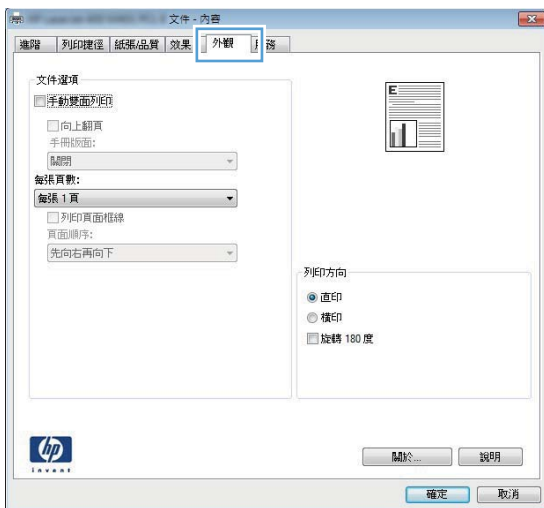 文件 - 內容
進階 列印捷徑 紙張/品質 效果 外觀 服務
文件選項
手動雙面列印
向上翻頁
手冊版面:
關閉
每張頁數:
每張 1 頁
列印頁面框線
頁面順序:
先向右再向下
E
列印方向
直印
橫印
旋轉 180 度
hp
invent
關於... 說明
確定 取消